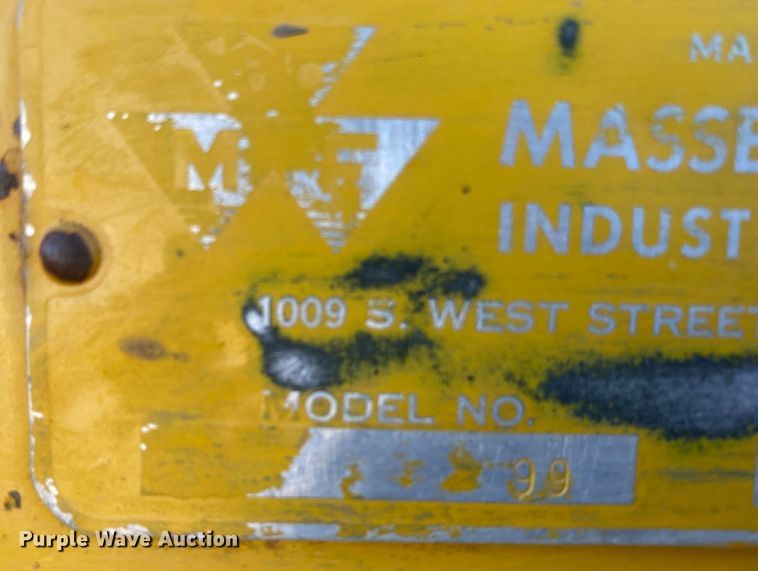 MA
M F
MASSE
INDUST
1009 S. WEST STREET
MODEL NO.
99
Purple Wave Auction